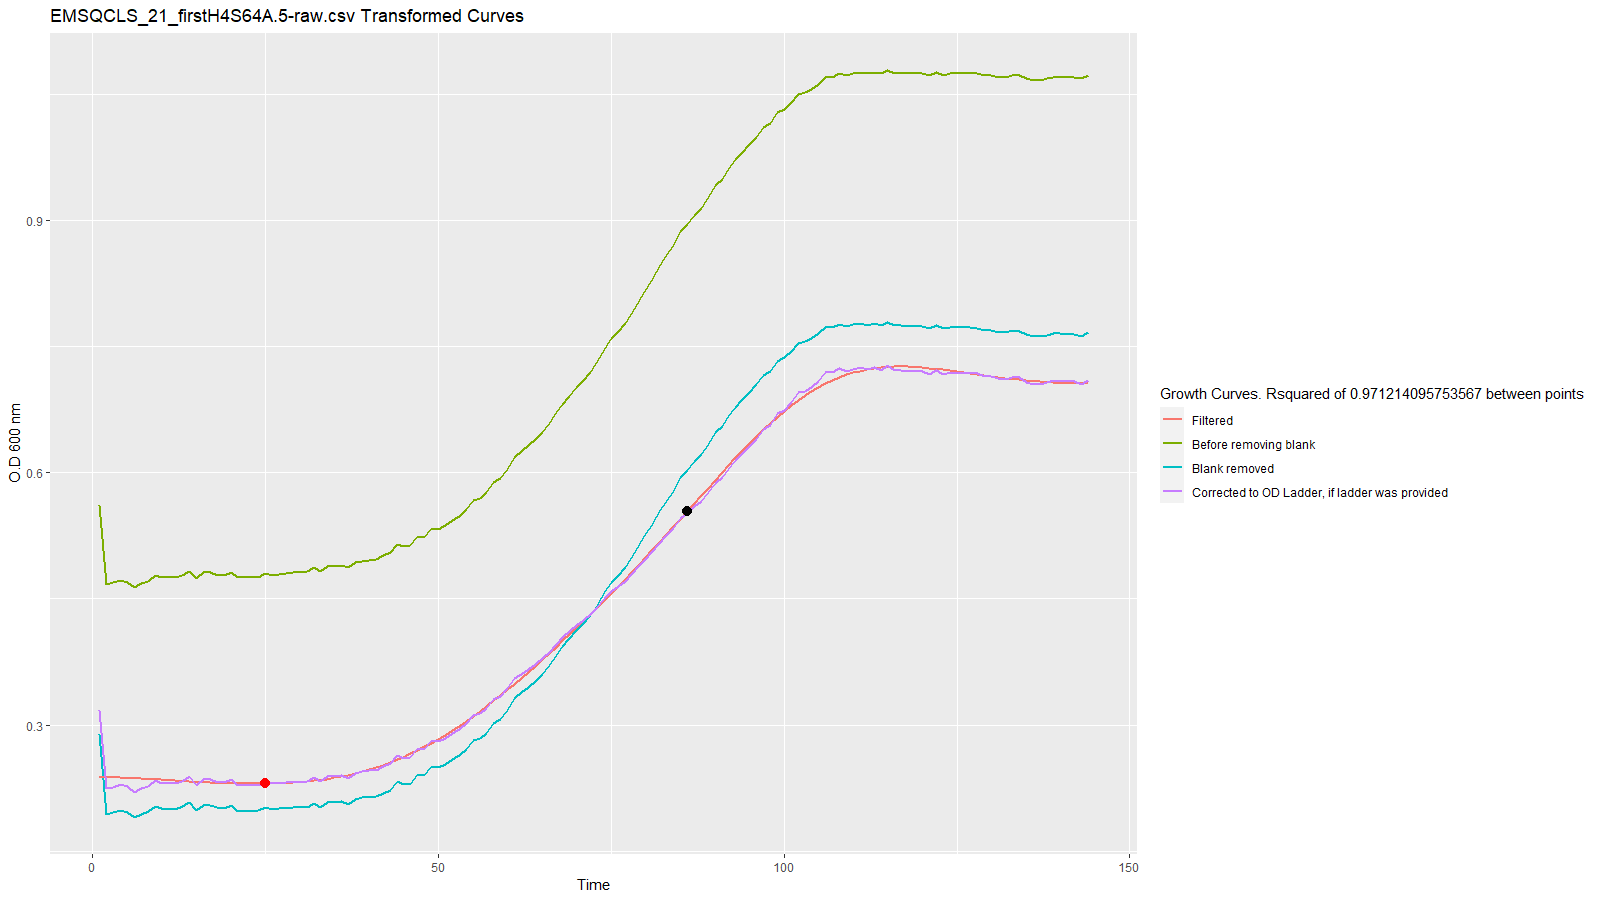 EMSQCLS_21_firstH4S64A.5-raw.csv Transformed Curves
O.D 600 nm
0.9
0.6
0.3
0
50
100
150
Time
Growth Curves. Rsquared of 0.971214095753567 between points
Filtered
Before removing blank
Blank removed
Corrected to OD Ladder, if ladder was provided